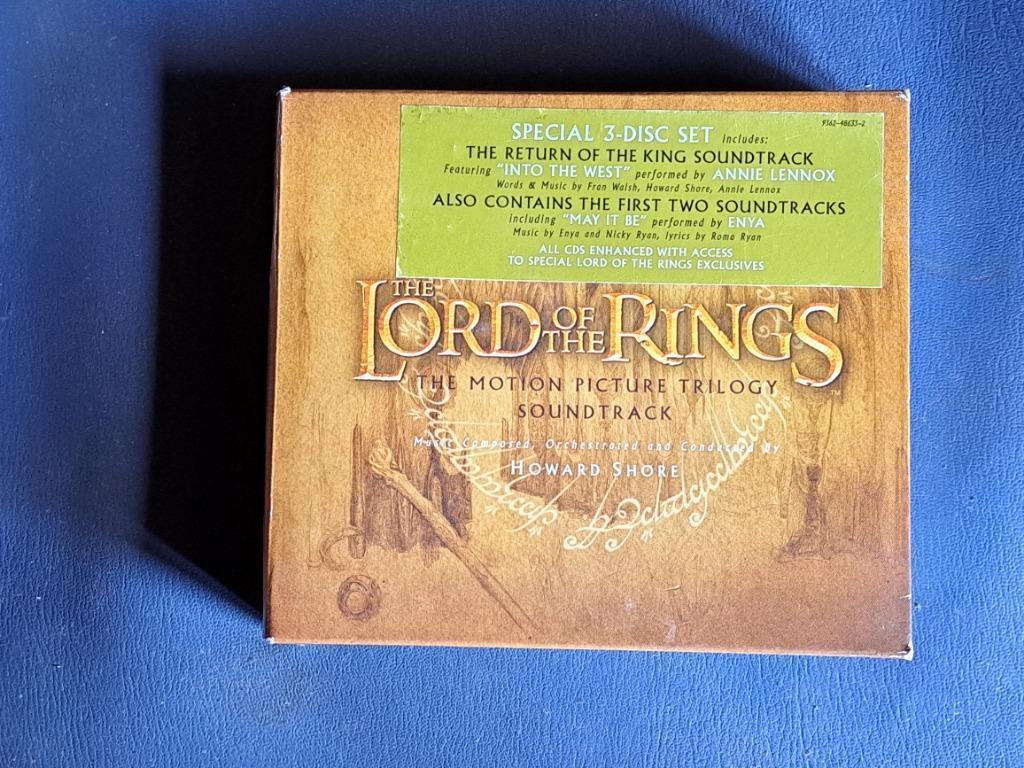 9362-48633-2
SPECIAL 3-DISC SET includes:
THE RETURN OF THE KING SOUNDTRACK
Featuring "INTO THE WEST" performed by ANNIE LENNOX
Words & Music by Fran Walsh, Howard Shore, Annie Lennox
ALSO CONTAINS THE FIRST TWO SOUNDTRACKS
including "MAY IT BE" performed by ENYA
Music by Enya and Nicky Ryan, lyrics by Roma Ryan
ALL CDS ENHANCED WITH ACCESS
TO SPECIAL LORD OF THE RINGS EXCLUSIVES
THE LORD OF THE RINGS™
THE MOTION PICTURE TRILOGY
SOUNDTRACK
Music Composed, Orchestrated and Conducted By
HOWARD SHORE